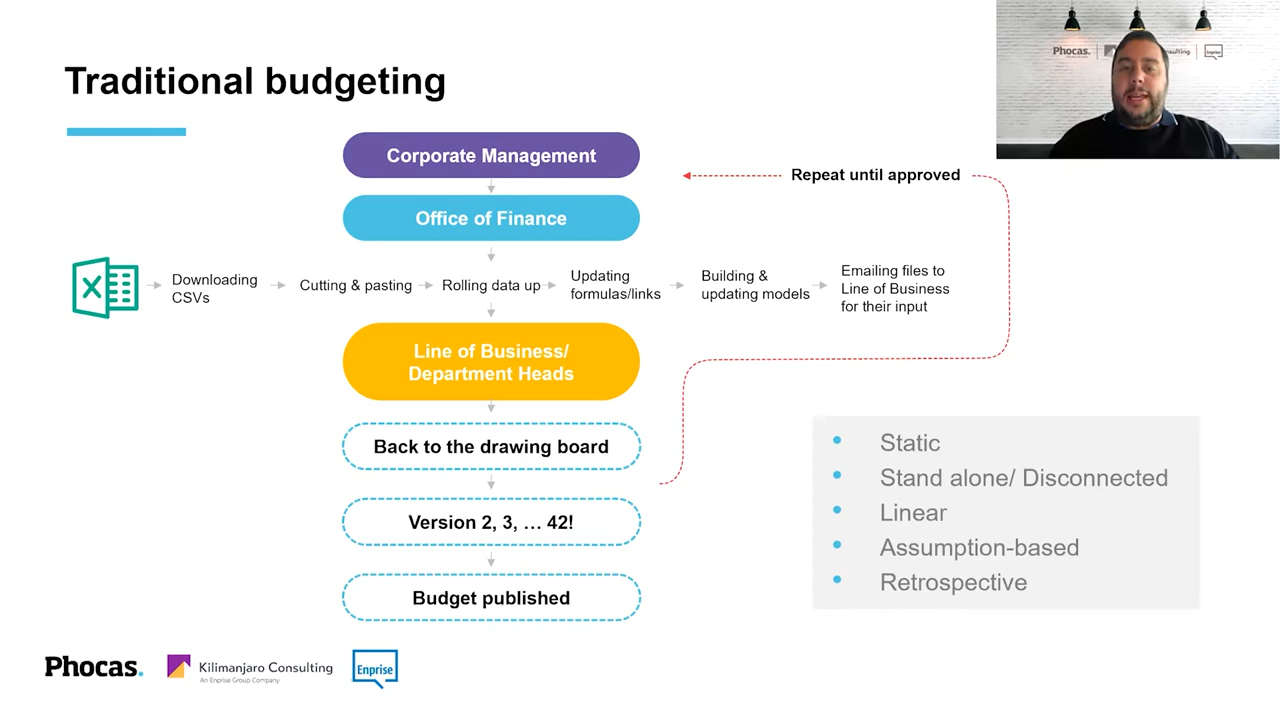 Traditional budgeting
Phocas.
nsulting
Corporate Management
Repeat until approved
Office of Finance
Downloading
CSVs
Cutting & pasting
Rolling data up
Updating
formulas/links
Building &
updating models
Emailing files to
Line of Business
for their input
Line of Business/
Department Heads
Back to the drawing board
Version 2, 3, … 42!
Budget published
• Static
• Stand alone/ Disconnected
• Linear
• Assumption-based
• Retrospective
Phocas.
Kilimanjaro Consulting
An Enprise Group Company
Enprise